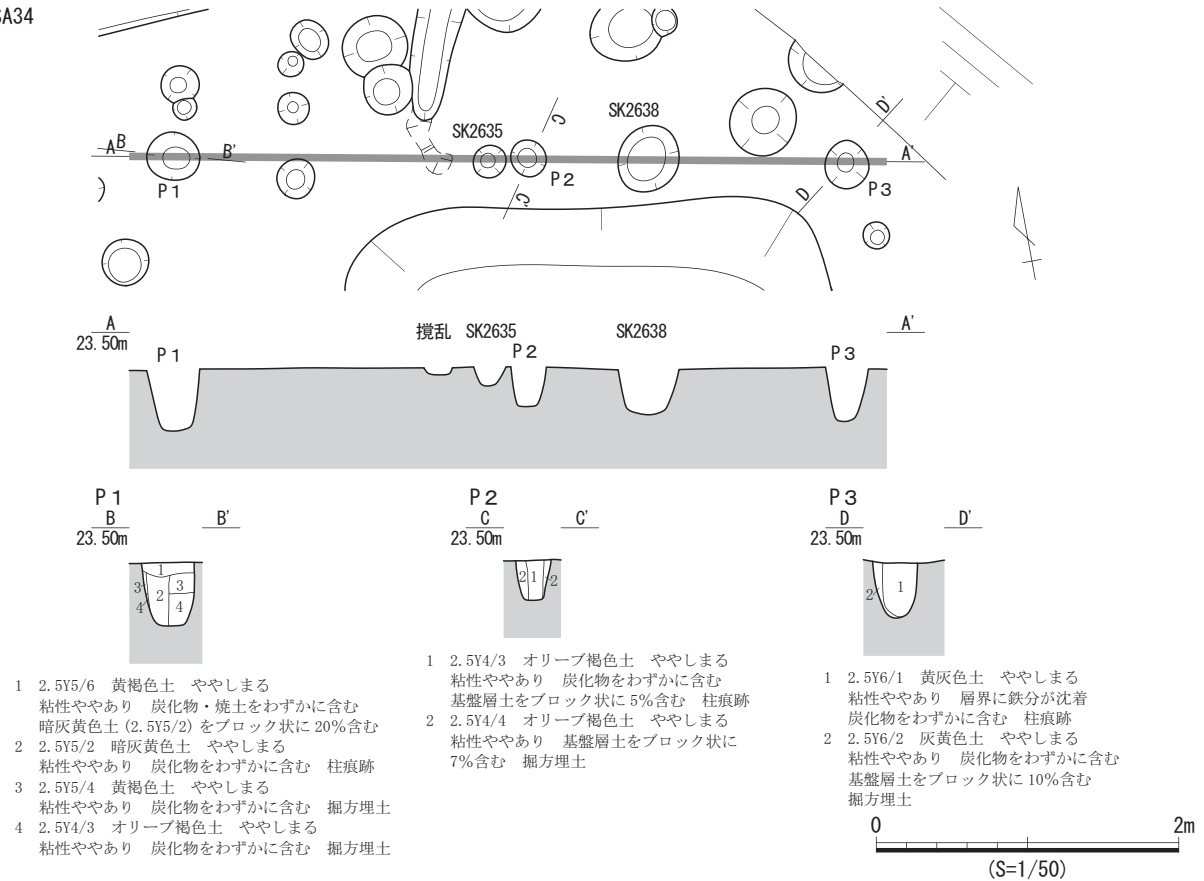 SA34
SK2635
SK2638
C
C'
D'
D
A
B
B'
A'
P1
P2
P3
A
23.50m
P1
撹乱
SK2635
P2
SK2638
P3
A'
P1
B
B'
23.50m
1
2
3
3
4
4
P2
C
C'
23.50m
2
1
2
P3
D
D'
23.50m
1
2
1 2.5Y5/6 黄褐色土 ややしまる
粘性ややあり 炭化物・焼土をわずかに含む
暗灰黄色土(2.5Y5/2)をブロック状に20%含む
2 2.5Y5/2 暗灰黄色土 ややしまる
粘性ややあり 炭化物をわずかに含む 柱痕跡
3 2.5Y5/4 黄褐色土 ややしまる
粘性ややあり 炭化物をわずかに含む 掘方埋土
4 2.5Y4/3 オリーブ褐色土 ややしまる
粘性ややあり 炭化物をわずかに含む 掘方埋土
1 2.5Y4/3 オリーブ褐色土 ややしまる
粘性ややあり 炭化物をわずかに含む
基盤層土をブロック状に5%含む 柱痕跡
2 2.5Y4/4 オリーブ褐色土 ややしまる
粘性ややあり 基盤層土をブロック状に
7%含む 掘方埋土
1 2.5Y6/1 黄灰色土 ややしまる
粘性ややあり 層界に鉄分が沈着
炭化物をわずかに含む 柱痕跡
2 2.5Y6/2 灰黄色土 ややしまる
粘性ややあり 炭化物をわずかに含む
基盤層土をブロック状に10%含む
掘方埋土
0
2m
(S=1/50)